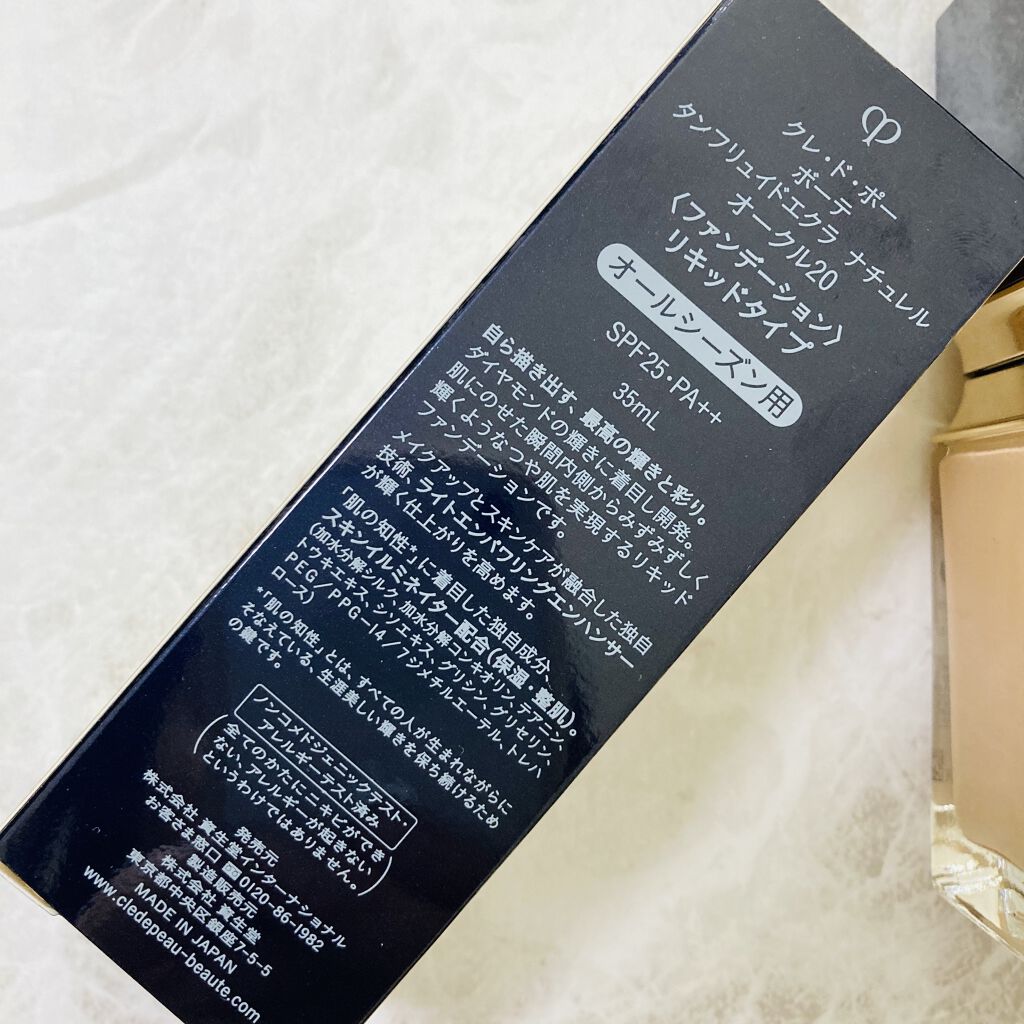 クレ・ド・ポー
ボーテ
タンフリュイドエクラ ナチュレル
オークル20
〈ファンデーション〉
リキッドタイプ
オールシーズン用
SPF25・PA++
35mL
自ら描き出す、最高の輝きと彩り。
ダイヤモンドの輝きに着目し開発。
肌にのせた瞬間内側からみずみずしく
輝くようなつや肌を実現するリキッド
ファンデーションです。
メイクアップとスキンケアが融合した独自
技術、ライトエンパワリングエンハンサー
が輝く仕上がりを高めます。
「肌の知性*」に着目した独自成分、
スキンイルミネイター配合(保湿・整肌)。
(加水分解シルク、加水分解コンキオリン、テアニン、
トウキエキス、シソエキス、グリシン、グリセリン、
PEG/PPG-14/7ジメチルエーテル、トレハ
ロース)
*「肌の知性」とは、すべての人が生まれながらに
そなえている、生涯美しい輝きを保ち続けるため
の鍵です。
ノンコメドジェニックテスト・
アレルギーテスト済み
(全てのかたにニキビができ
ない、アレルギーが起きない
というわけではありません。)
発売元
株式会社 資生堂インターナショナル
お客さま窓口 0120-86-1982
製造販売元
株式会社 資生堂
東京都中央区銀座7-5-5
MADE IN JAPAN
www.cledepeau-beaute.com